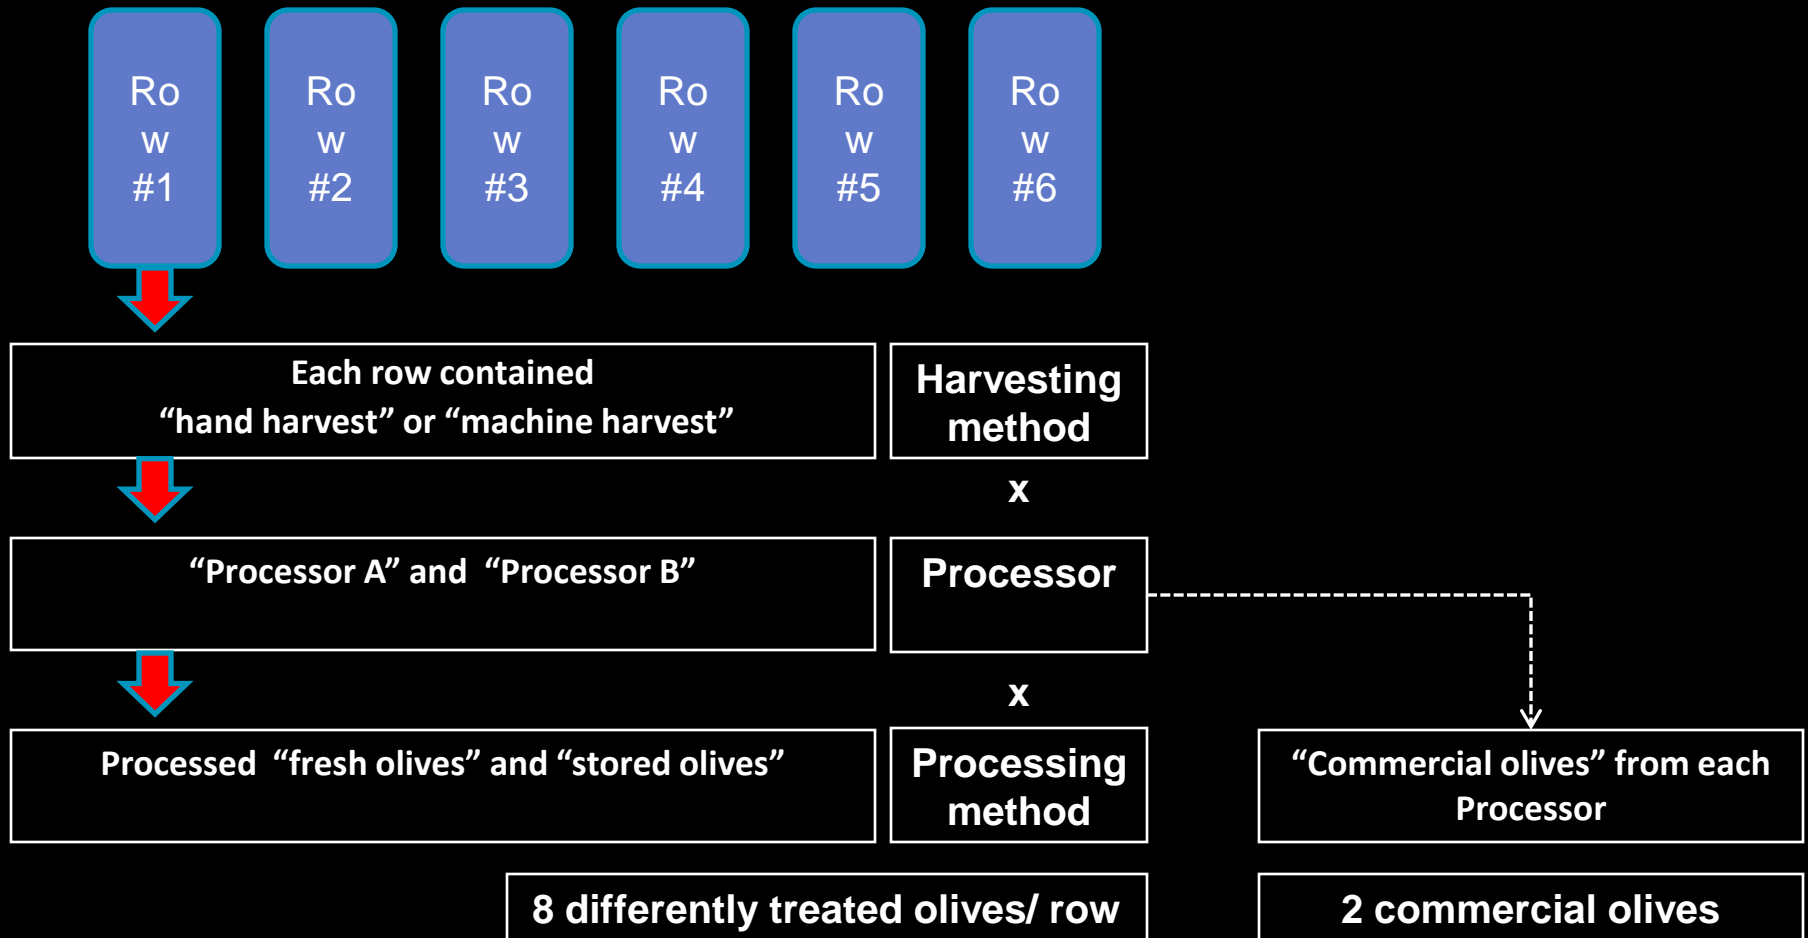 Ro
w
#1
Ro
w
#2
Ro
w
#3
Ro
w
#4
Ro
w
#5
Ro
w
#6
Each row contained
“hand harvest” or “machine harvest”
Harvesting
method
x
“Processor A” and “Processor B”
Processor
x
Processed “fresh olives” and “stored olives”
Processing
method
“Commercial olives” from each
Processor
8 differently treated olives/ row
2 commercial olives